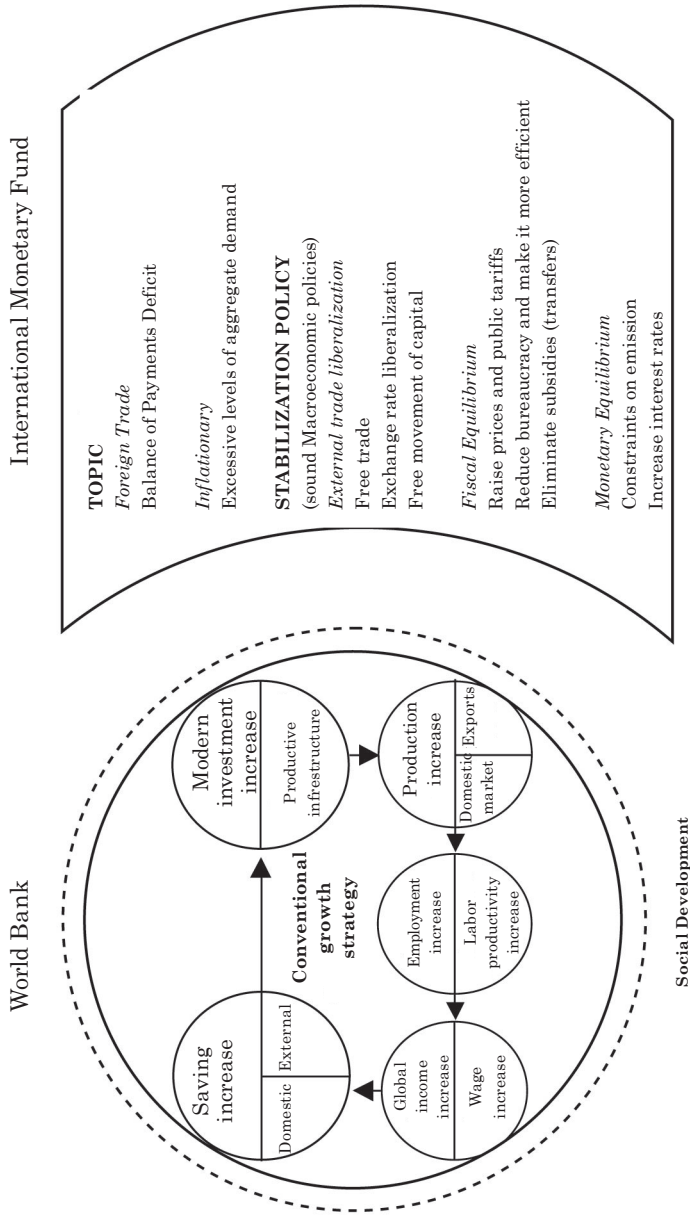 World Bank
Saving
increase
Domestic
External
Modern
investment
increase
Productive
infrestructure
Conventional
growth
strategy
Global
income
increase
Wage
increase
Employment
increase
Labor
productivity
increase
Production
increase
Domestic
market
Exports
Social Development
International Monetary Fund
TOPIC
Foreign Trade
Balance of Payments Deficit
Inflationary
Excessive levels of aggregate demand
STABILIZATION POLICY
(sound Macroeconomic policies)
External trade liberalization
Free trade
Exchange rate liberalization
Free movement of capital
Fiscal Equilibrium
Raise prices and public tariffs
Reduce bureaucracy and make it more efficient
Eliminate subsidies (transfers)
Monetary Equilibrium
Constraints on emission
Increase interest rates